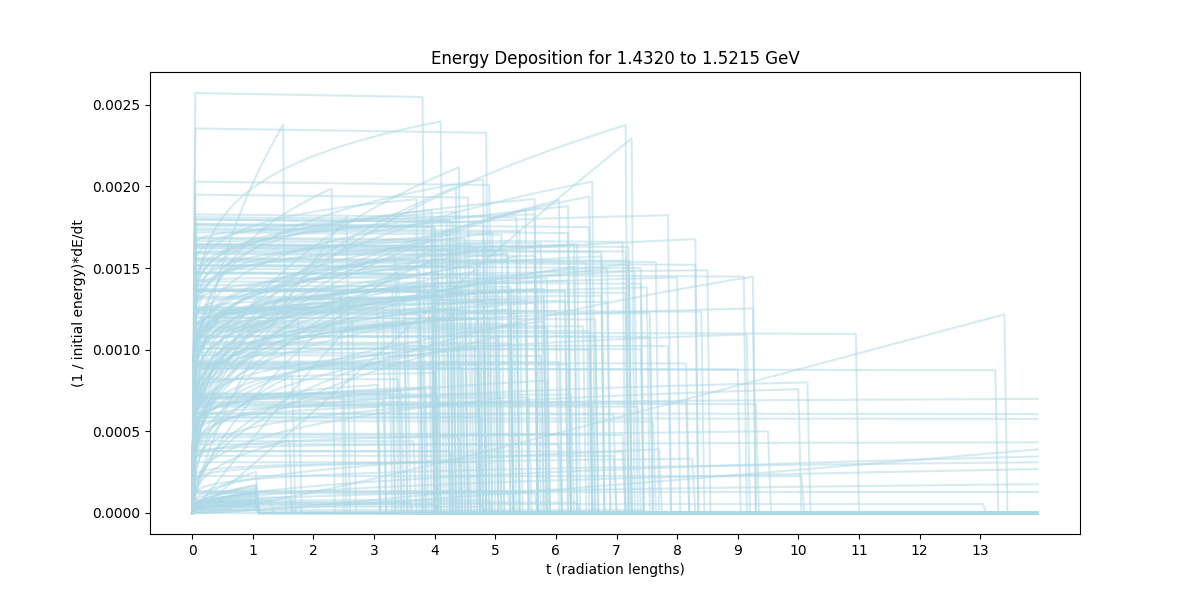 Energy Deposition for 1.4320 to 1.5215 GeV
(1 / initial energy)*dE/dt
0.0025
0.0020
0.0015
0.0010
0.0005
0.0000
0 1 2 3 4 5 6 7 8 9 10 11 12 13
t (radiation lengths)